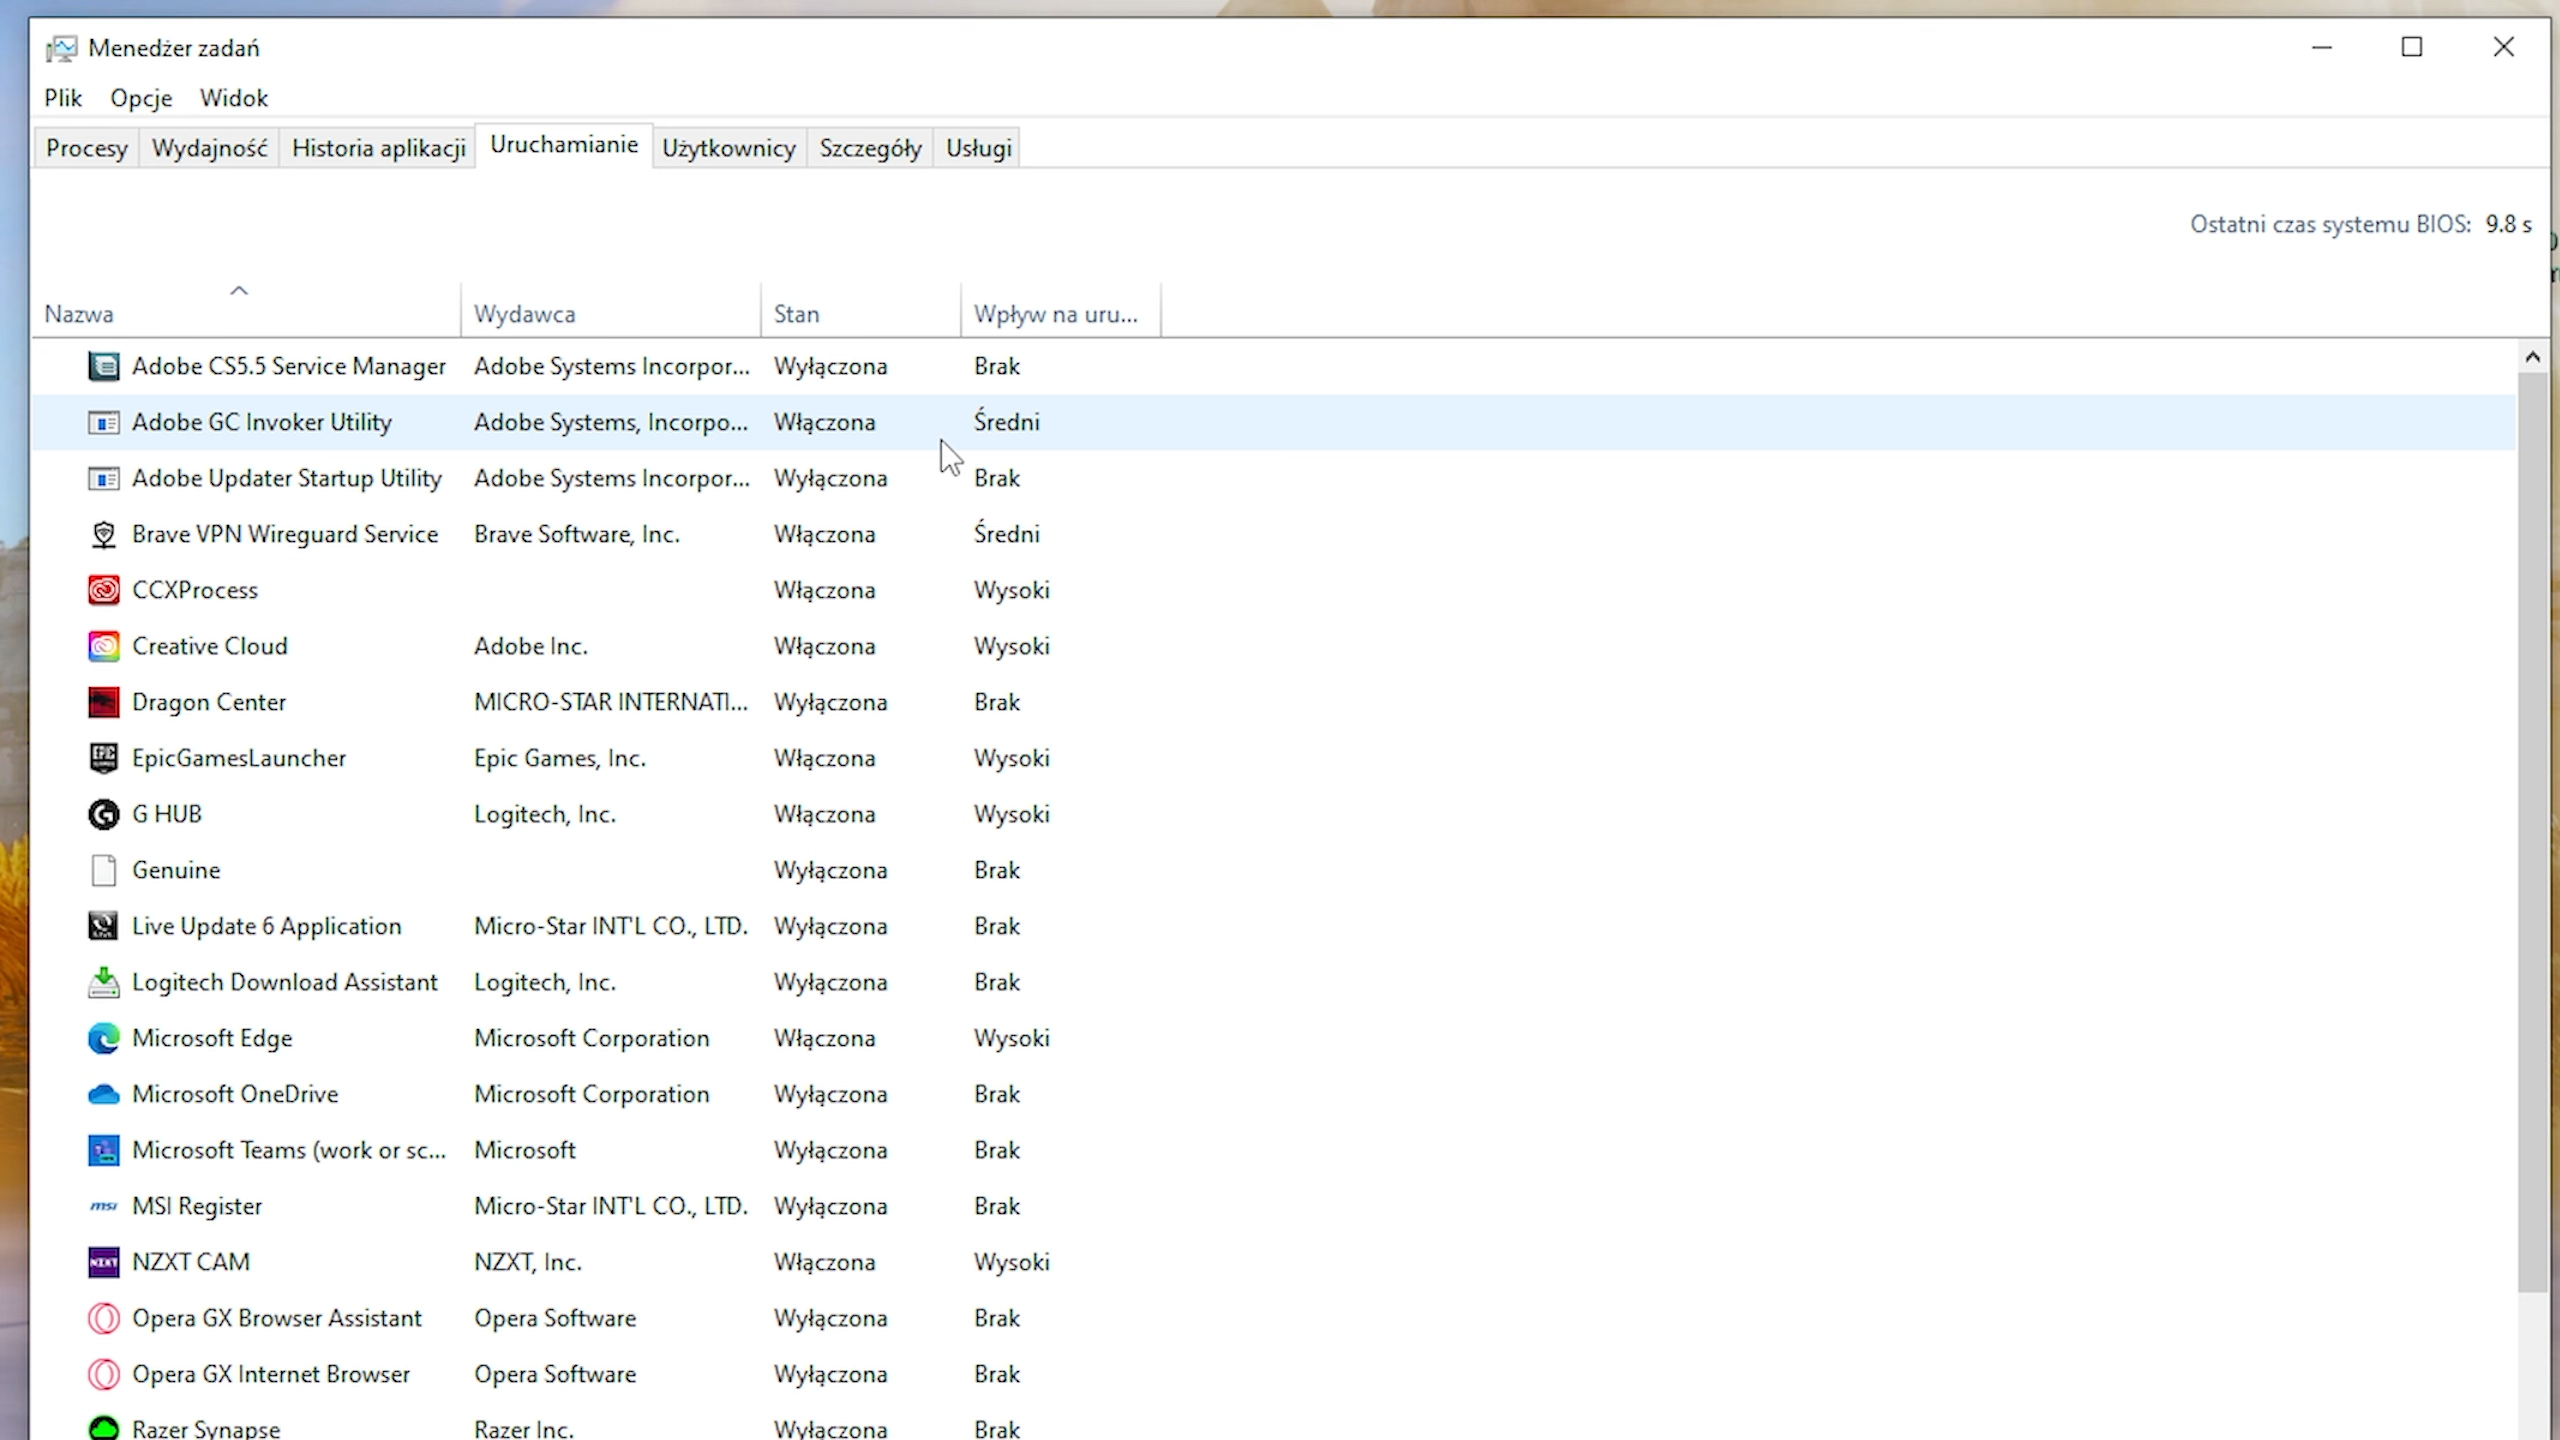 Menedżer zadań
Plik Opcje Widok
Procesy Wydajność Historia aplikacji Uruchamianie Użytkownicy Szczegóły Usługi
Ostatni czas systemu BIOS: 9.8 s
Nazwa Wydawca Stan Wpływ na uru...
Adobe CS5.5 Service Manager Adobe Systems Incorpor... Wyłączona Brak
Adobe GC Invoker Utility Adobe Systems, Incorpo... Włączona Średni
Adobe Updater Startup Utility Adobe Systems Incorpor... Wyłączona Brak
Brave VPN Wireguard Service Brave Software, Inc. Włączona Średni
CCXProcess Włączona Wysoki
Creative Cloud Adobe Inc. Włączona Wysoki
Dragon Center MICRO-STAR INTERNATI... Wyłączona Brak
EpicGamesLauncher Epic Games, Inc. Włączona Wysoki
G HUB Logitech, Inc. Włączona Wysoki
Genuine Wyłączona Brak
Live Update 6 Application Micro-Star INT'L CO., LTD. Wyłączona Brak
Logitech Download Assistant Logitech, Inc. Wyłączona Brak
Microsoft Edge Microsoft Corporation Włączona Wysoki
Microsoft OneDrive Microsoft Corporation Wyłączona Brak
Microsoft Teams (work or sc... Microsoft Wyłączona Brak
msi MSI Register Micro-Star INT'L CO., LTD. Wyłączona Brak
NZXT NZXT CAM NZXT, Inc. Włączona Wysoki
Opera GX Browser Assistant Opera Software Wyłączona Brak
Opera GX Internet Browser Opera Software Wyłączona Brak
Razer Synapse Razer Inc. Wyłączona Brak